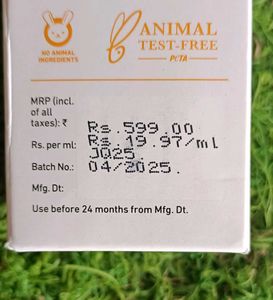 NO ANIMAL
INGREDIENTS
ANIMAL
TEST-FREE
PeTA
MRP (incl.
of all
taxes): ₹ Rs.599.00
Rs. per ml: Rs.19.97/ml
JQ25.
Batch No.: 04/2025.
Mfg. Dt:
Use before 24 months from Mfg. Dt.